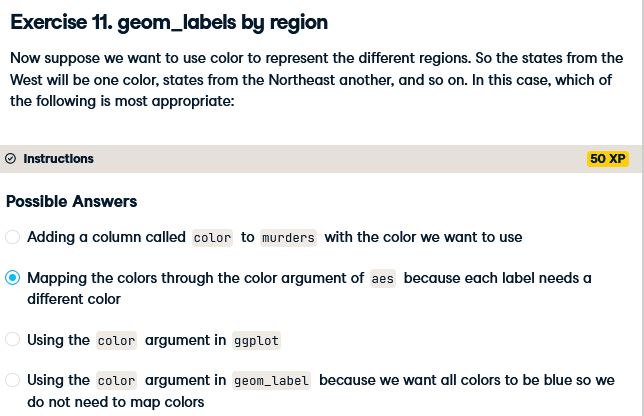 Exercise 11. geom_labels by region
Now suppose we want to use color to represent the different regions. So the states from the
West will be one color, states from the Northeast another, and so on. In this case, which of
the following is most appropriate:
Instructions
50 XP
Possible Answers
Adding a column called color to murders with the color we want to use
Mapping the colors through the color argument of aes because each label needs a
different color
Using the color argument in ggplot
Using the color argument in geom_label because we want all colors to be blue so we
do not need to map colors